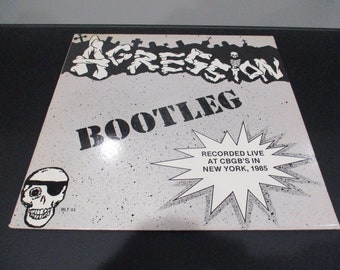 AGRESSION
BOOTLEG
RECORDED LIVE
AT CBGB'S IN
NEW YORK, 1985